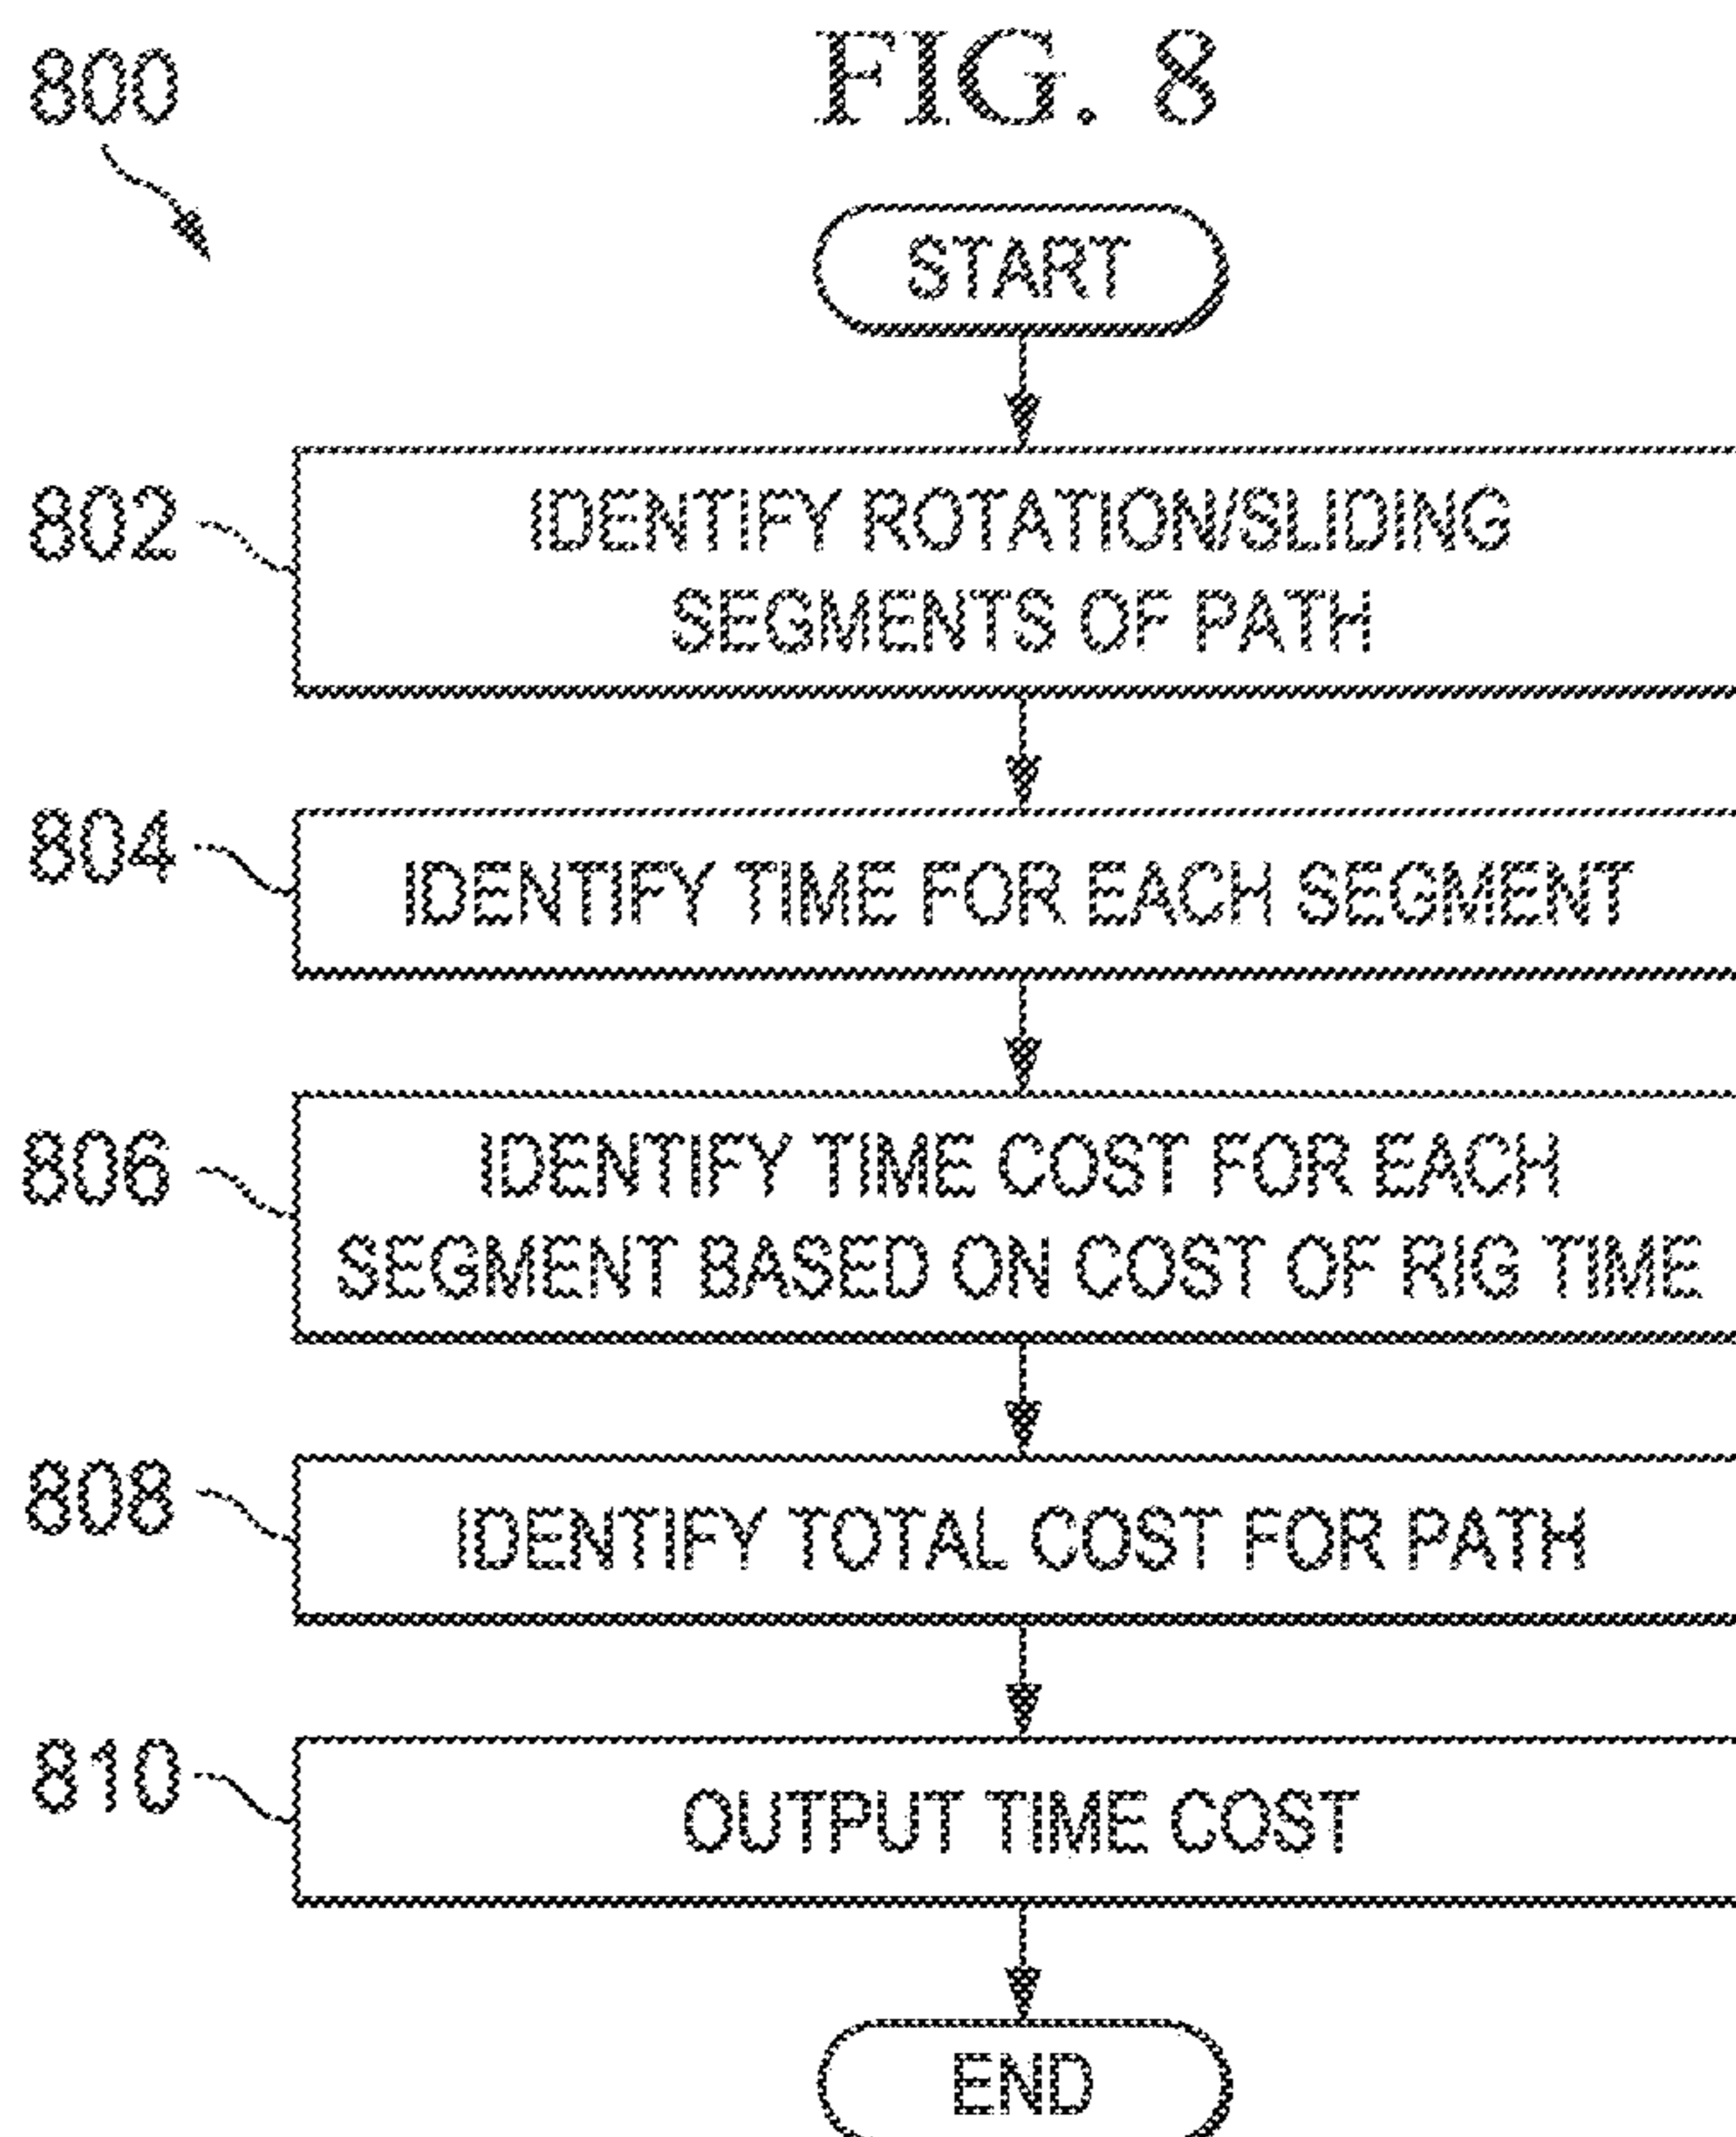 800
FIG. 8
START
802
IDENTIFY ROTATION/SLIDING
SEGMENTS OF PATH
804
IDENTIFY TIME FOR EACH SEGMENT
806
IDENTIFY TIME COST FOR EACH
SEGMENT BASED ON COST OF RIG TIME
808
IDENTIFY TOTAL COST FOR PATH
810
OUTPUT TIME COST
END